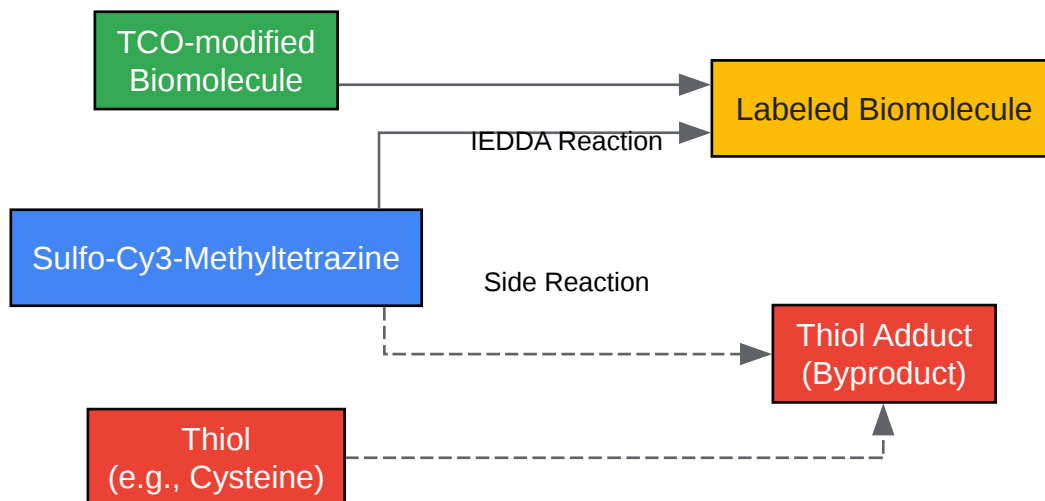 TCO-modified
Biomolecule
Labeled Biomolecule
IEDDA Reaction
Sulfo-Cy3-Methyltetrazine
Side Reaction
Thiol Adduct
(Byproduct)
Thiol
(e.g., Cysteine)